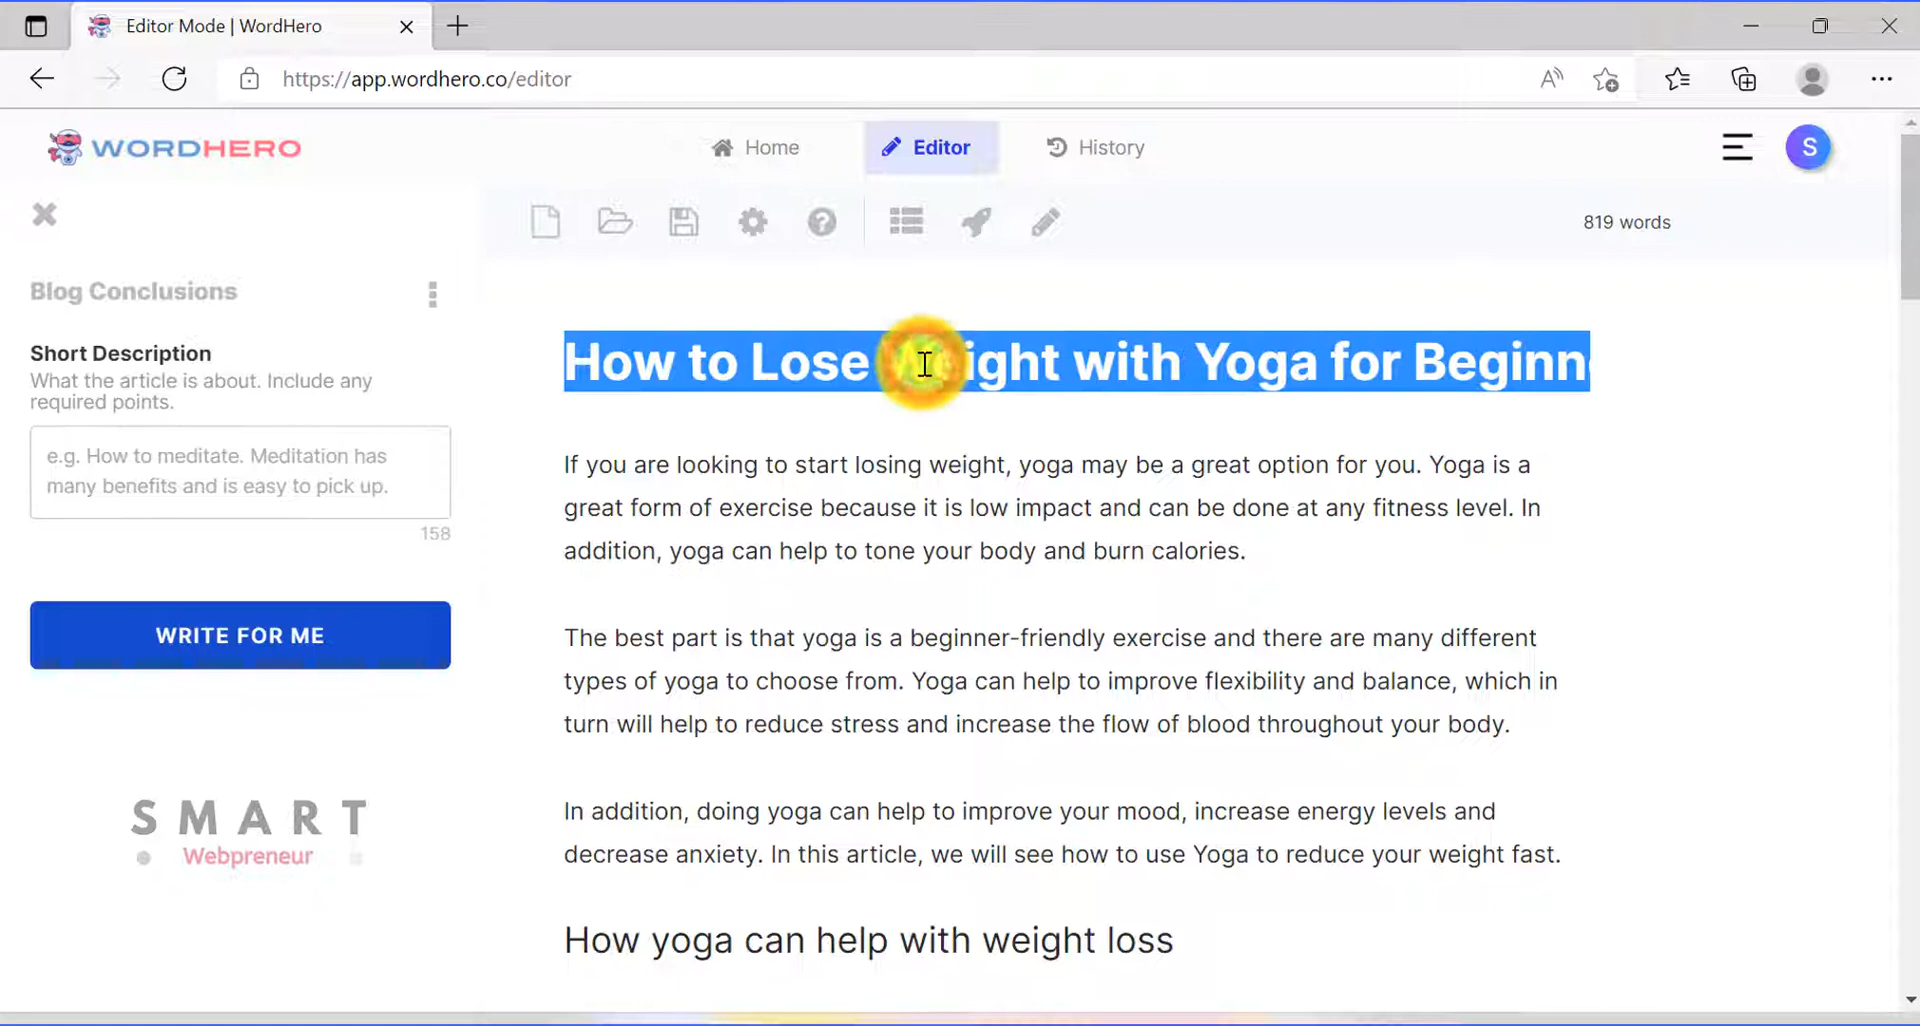 Editor Mode | WordHero
https://app.wordhero.co/editor
WORDHERO
Home
Editor
History
S
819 words
Blog Conclusions
Short Description
What the article is about. Include any
required points.
e.g. How to meditate. Meditation has
many benefits and is easy to pick up.
158
WRITE FOR ME
SMART
Webpreneur
How to Lose Weight with Yoga for Beginn
If you are looking to start losing weight, yoga may be a great option for you. Yoga is a
great form of exercise because it is low impact and can be done at any fitness level. In
addition, yoga can help to tone your body and burn calories.
The best part is that yoga is a beginner-friendly exercise and there are many different
types of yoga to choose from. Yoga can help to improve flexibility and balance, which in
turn will help to reduce stress and increase the flow of blood throughout your body.
In addition, doing yoga can help to improve your mood, increase energy levels and
decrease anxiety. In this article, we will see how to use Yoga to reduce your weight fast.
How yoga can help with weight loss